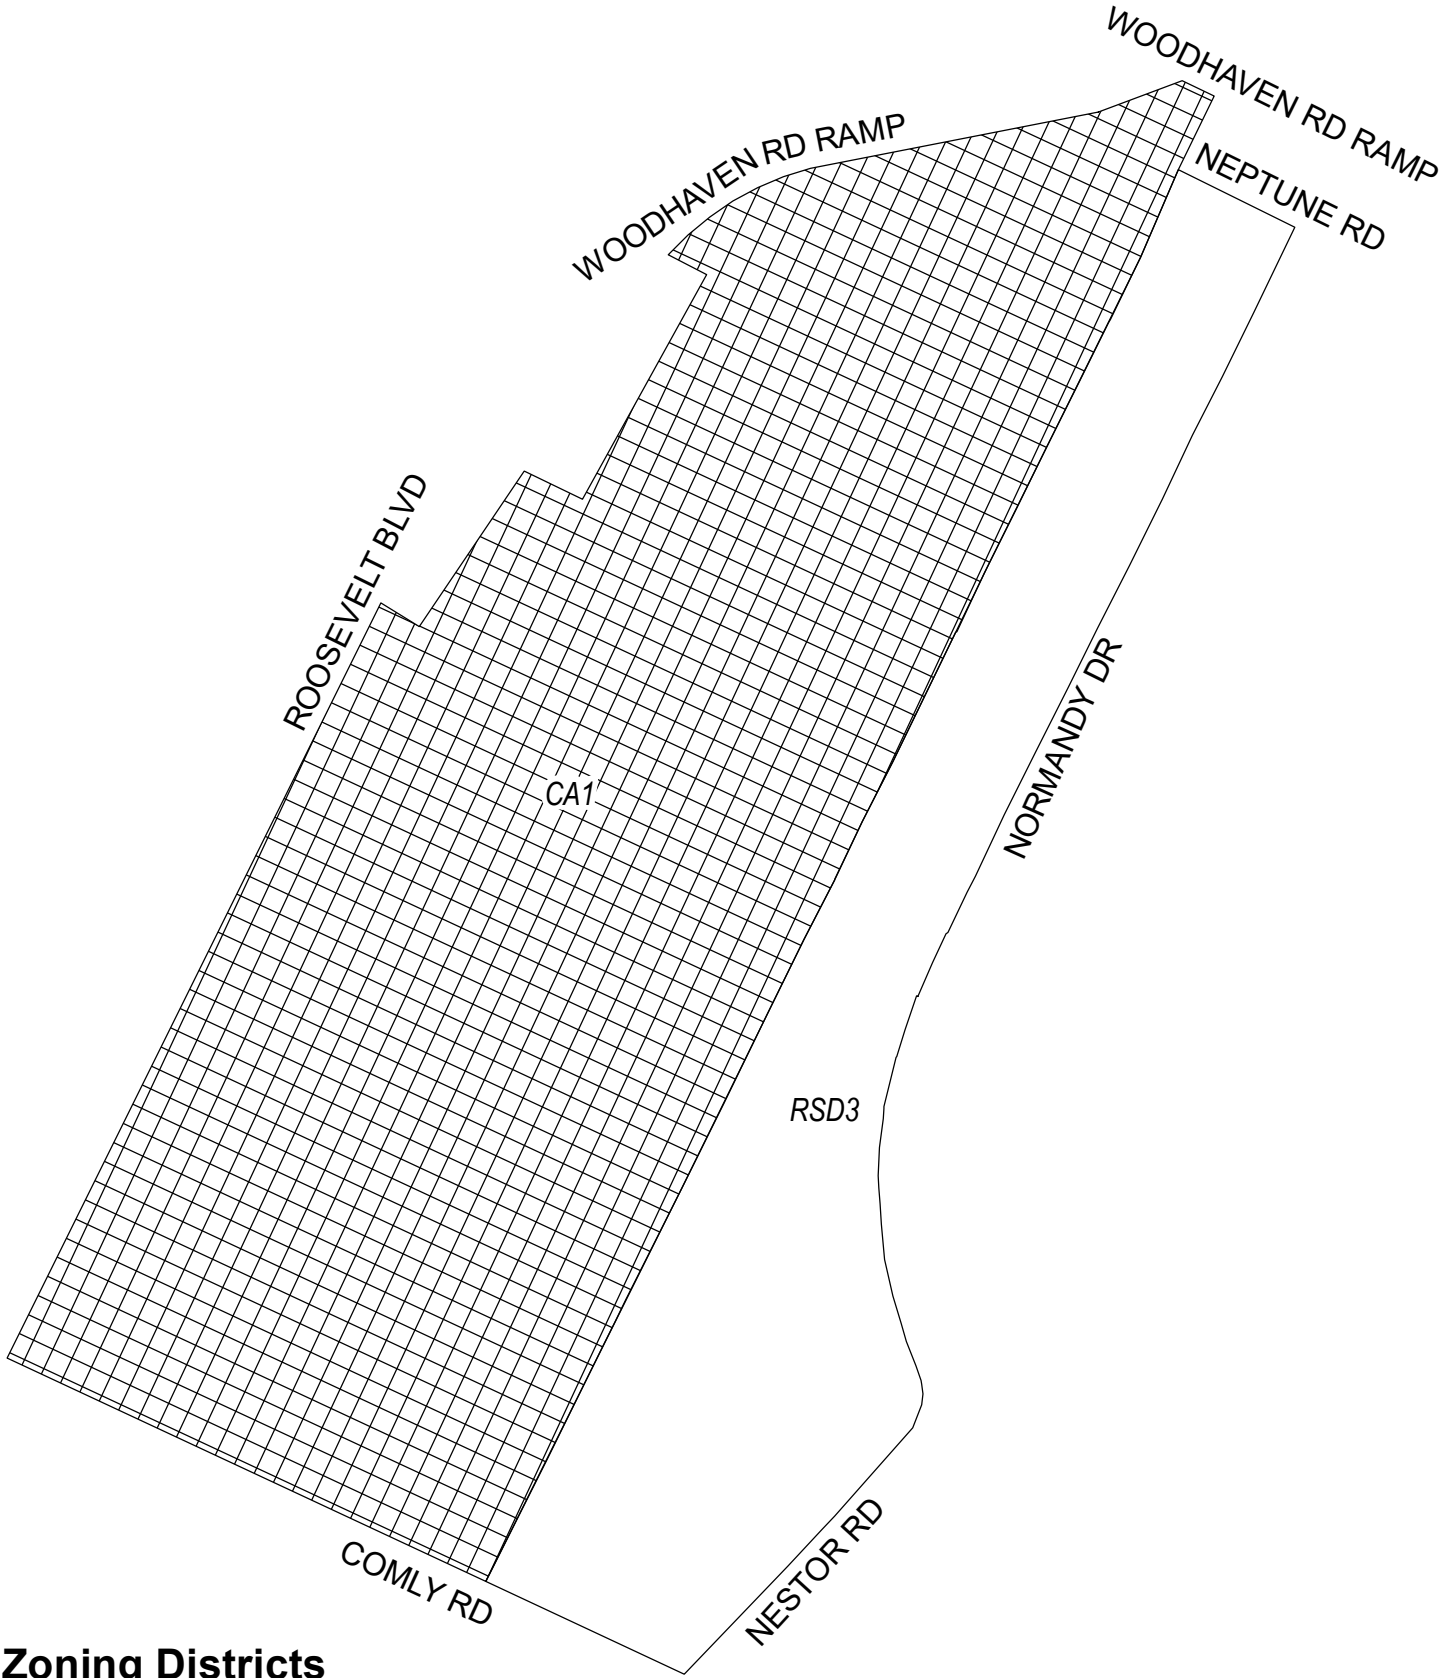 WOODHAVEN RD RAMP
WOODHAVEN RD RAMP
NEPTUNE RD
ROOSEVELT BLVD
NORMANDY DR
CA1
RSD3
NESTOR RD
COMLY RD
Zoning Districts